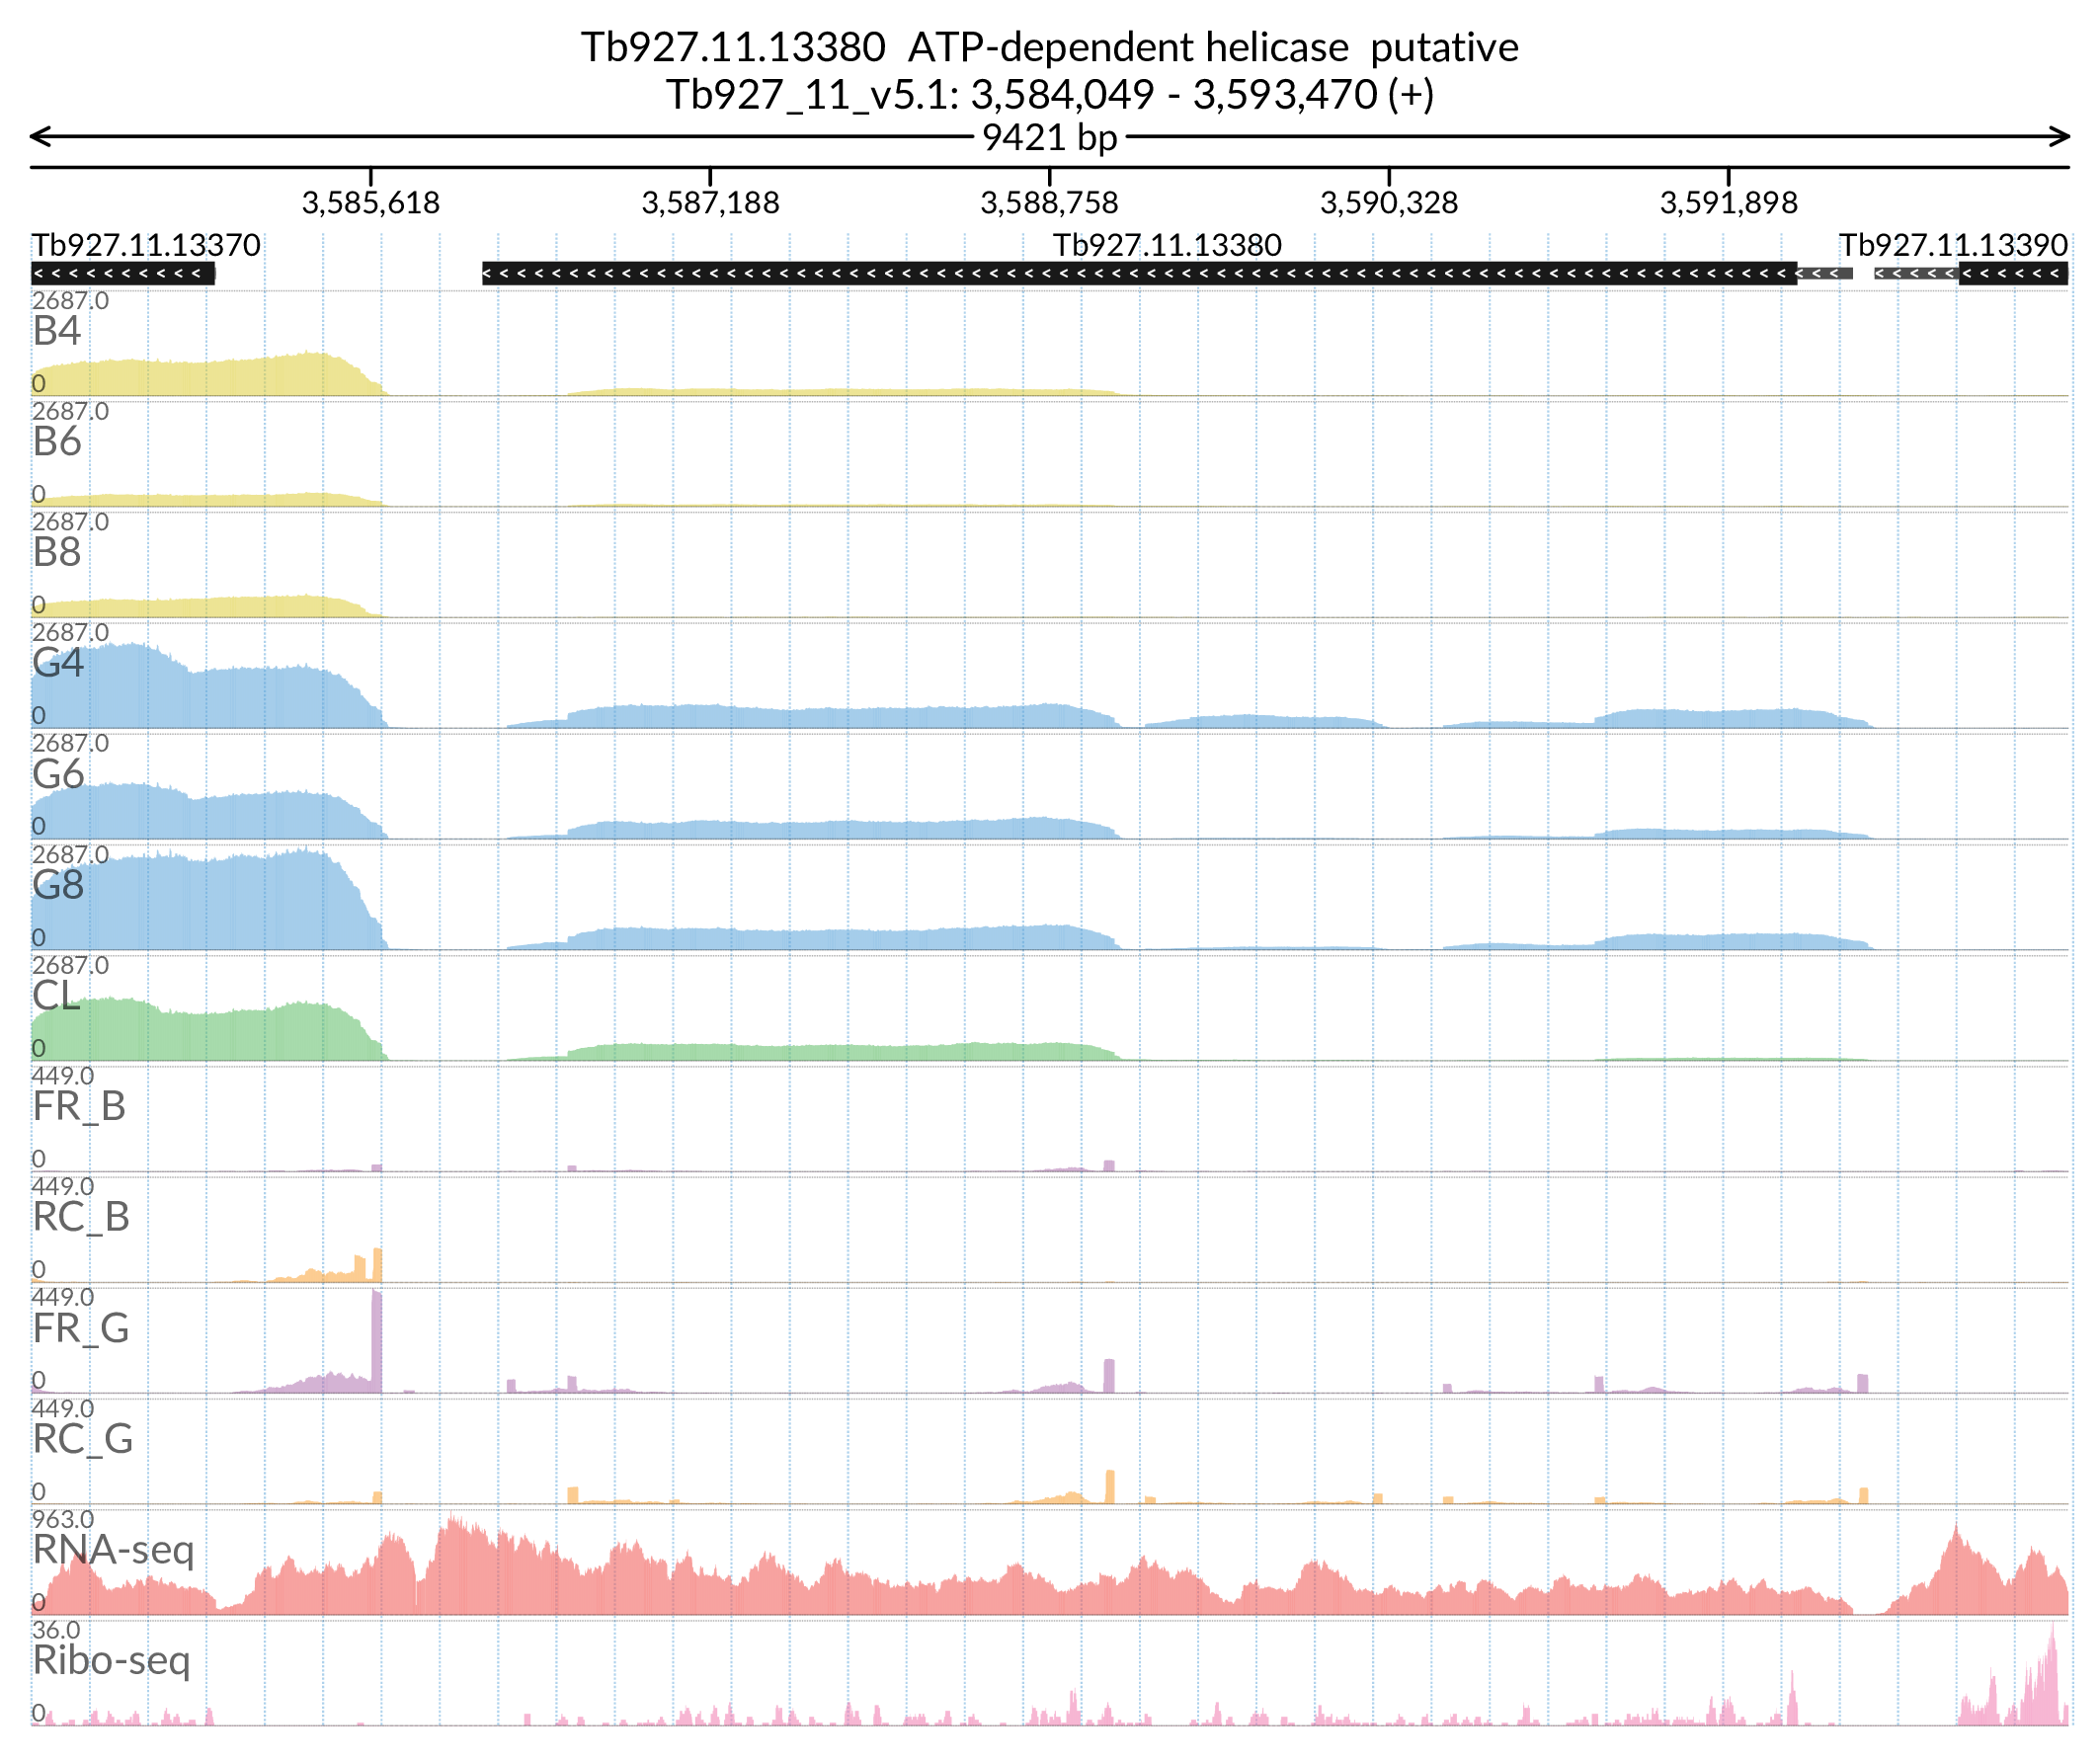 Tb927.11.13380  ATP-dependent helicase  putative
Tb927_11_v5.1: 3,584,049 - 3,593,470 (+)
9421 bp
3,585,618 3,587,188 3,588,758 3,590,328 3,591,898
Tb927.11.13370 Tb927.11.13380 Tb927.11.13390
2687.0
B4
0
2687.0
B6
0
2687.0
B8
0
2687.0
G4
0
2687.0
G6
0
2687.0
G8
0
2687.0
CL
0
449.0
FR_B
0
449.0
RC_B
0
449.0
FR_G
0
449.0
RC_G
0
963.0
RNA-seq
0
36.0
Ribo-seq
0